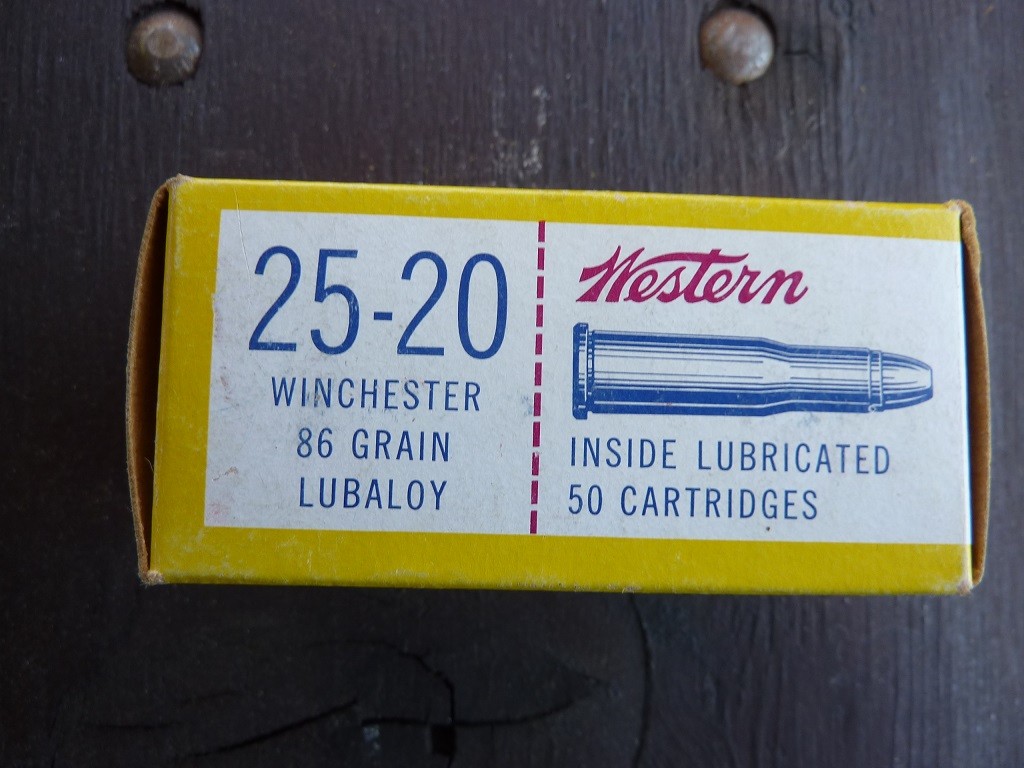 25-20
WINCHESTER
86 GRAIN
LUBALOY
Western
INSIDE LUBRICATED
50 CARTRIDGES